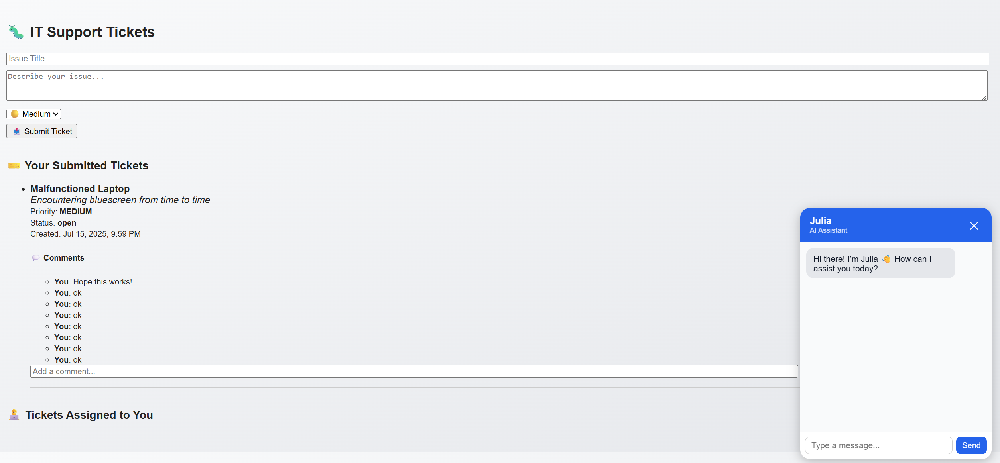 IT Support Tickets
Issue Title
Describe your issue...
Medium
Submit Ticket
Your Submitted Tickets
Malfunctioned Laptop
Encountering bluescreen from time to time
Priority: MEDIUM
Status: open
Created: Jul 15, 2025, 9:59 PM
Comments
You: Hope this works!
You: ok
You: ok
You: ok
You: ok
You: ok
You: ok
You: ok
Add a comment...
Tickets Assigned to You
Julia
AI Assistant
Hi there! I’m Julia 👋 How can I
assist you today?
Type a message...
Send